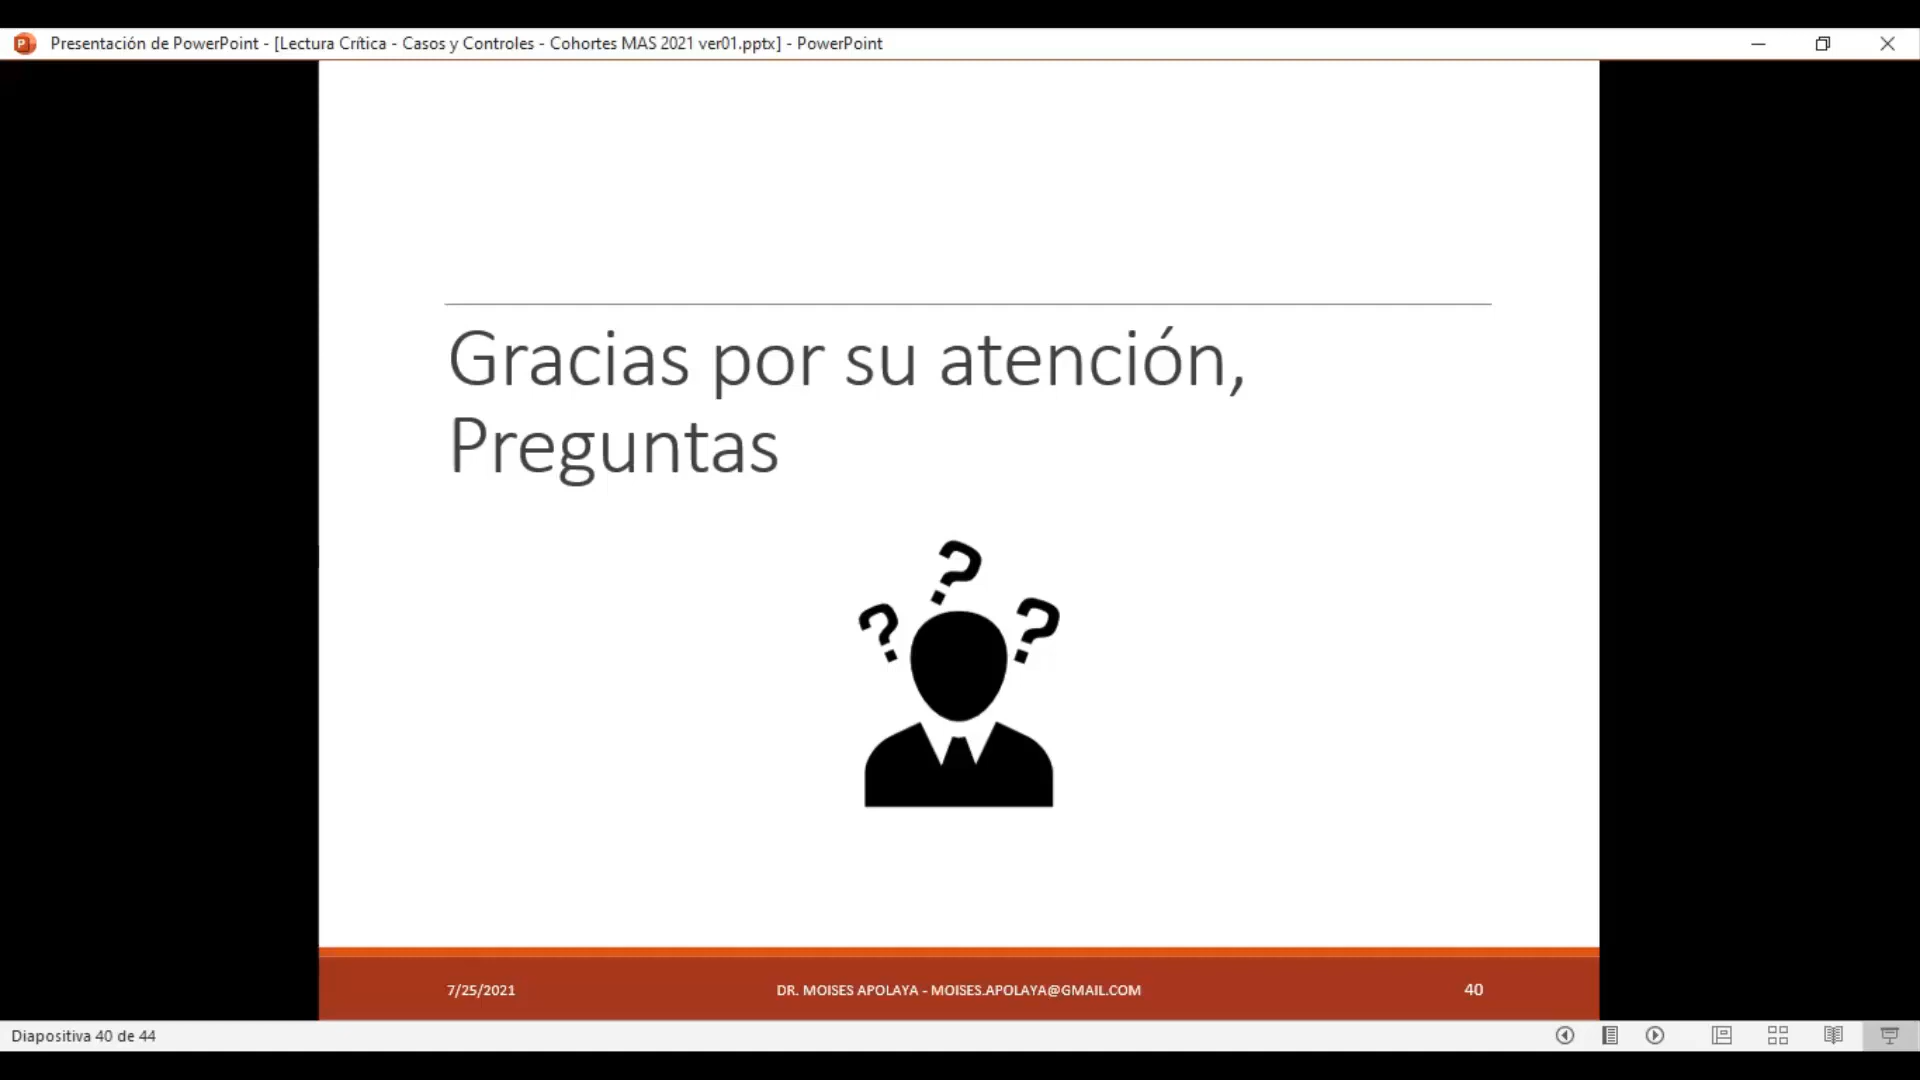 Presentación de PowerPoint - [Lectura Crítica - Casos y Controles - Cohortes MAS 2021 ver01.pptx] - PowerPoint
Gracias por su atención,
Preguntas
? ? ?
7/25/2021 DR. MOISES APOLAYA - MOISES.APOLAYA@GMAIL.COM 40
Diapositiva 40 de 44